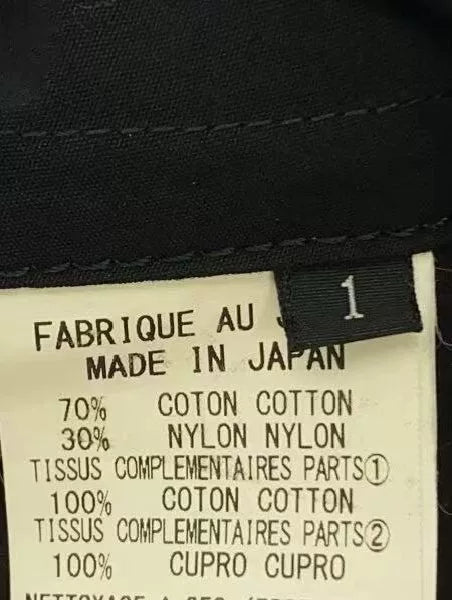 1
FABRIQUE AU
MADE IN JAPAN
70% COTON COTTON
30% NYLON NYLON
TISSUS COMPLEMENTAIRES PARTS①
100% COTON COTTON
TISSUS COMPLEMENTAIRES PARTS②
100% CUPRO CUPRO